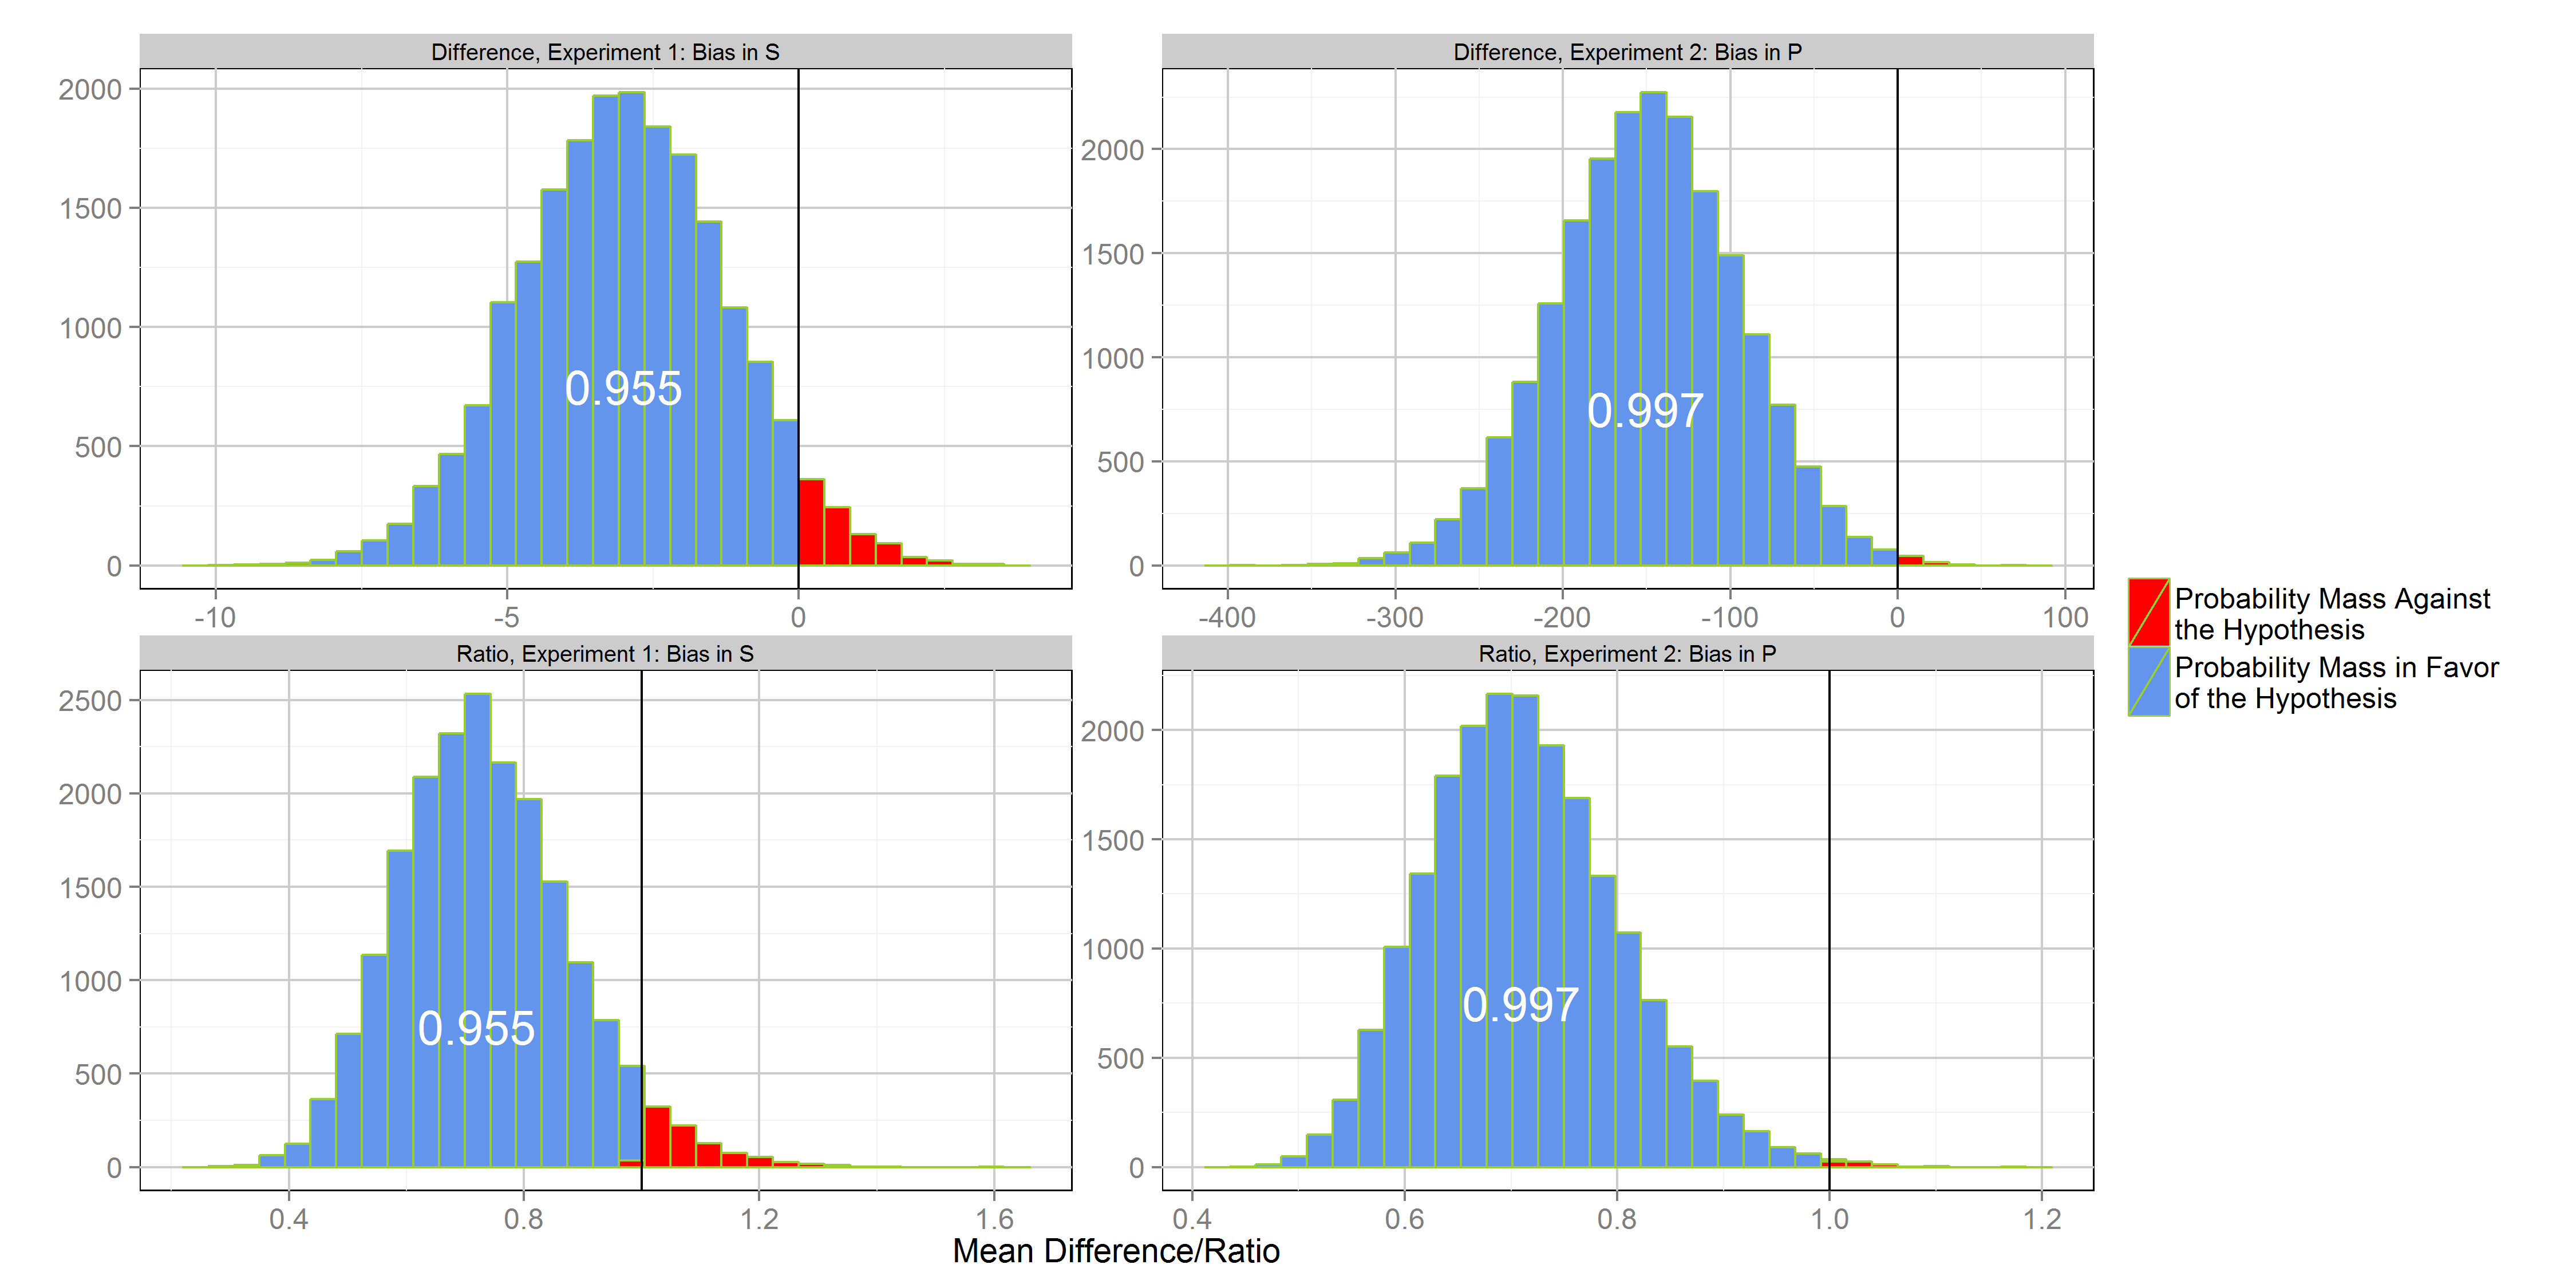 Difference, Experiment 1: Bias in S
2000
1500
1000
500
0
0.955
-10 -5 0
Difference, Experiment 2: Bias in P
2000
1500
1000
500
0
0.997
-400 -300 -200 -100 0 100
Ratio, Experiment 1: Bias in S
2500
2000
1500
1000
500
0
0.955
0.4 0.8 1.2 1.6
Ratio, Experiment 2: Bias in P
2000
1500
1000
500
0
0.997
0.4 0.6 0.8 1.0 1.2
Mean Difference/Ratio
Probability Mass Against
the Hypothesis
Probability Mass in Favor
of the Hypothesis